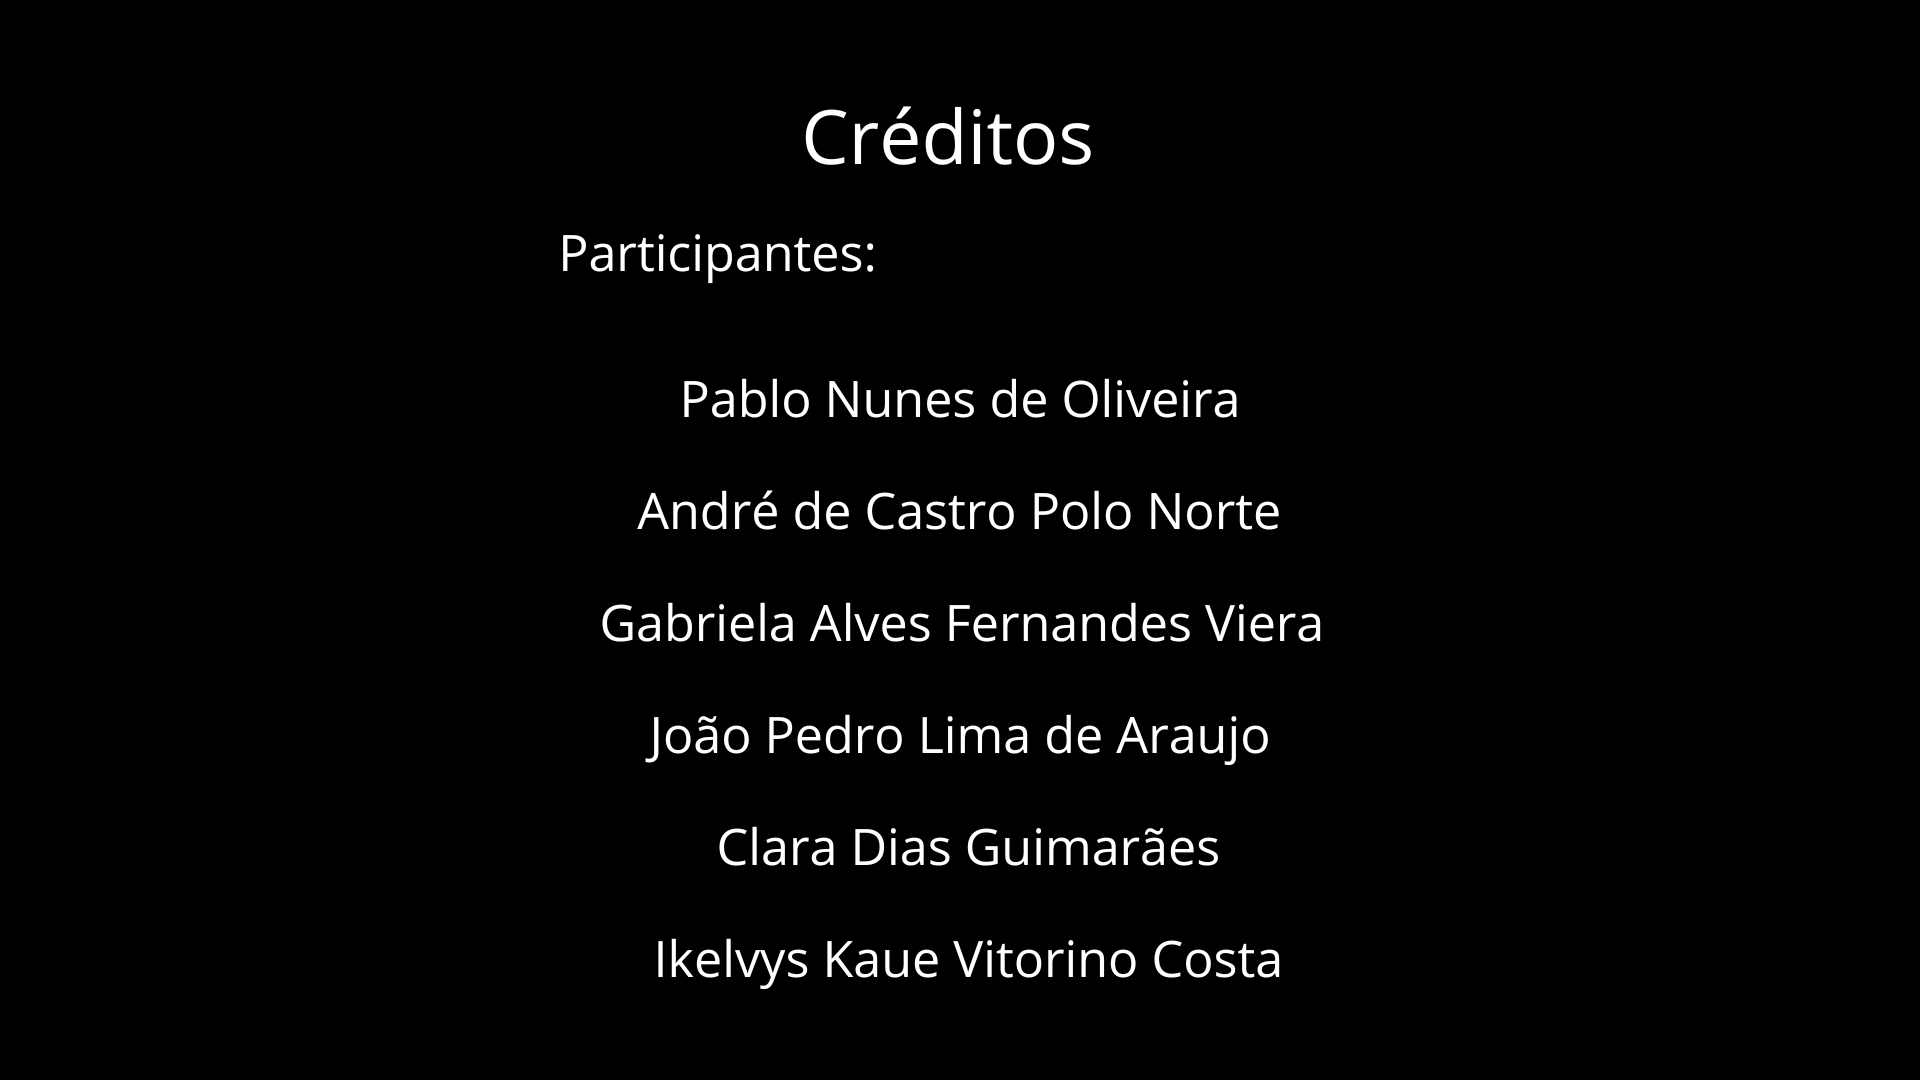 Créditos
Participantes:
Pablo Nunes de Oliveira
André de Castro Polo Norte
Gabriela Alves Fernandes Viera
João Pedro Lima de Araujo
Clara Dias Guimarães
Ikelvys Kaue Vitorino Costa